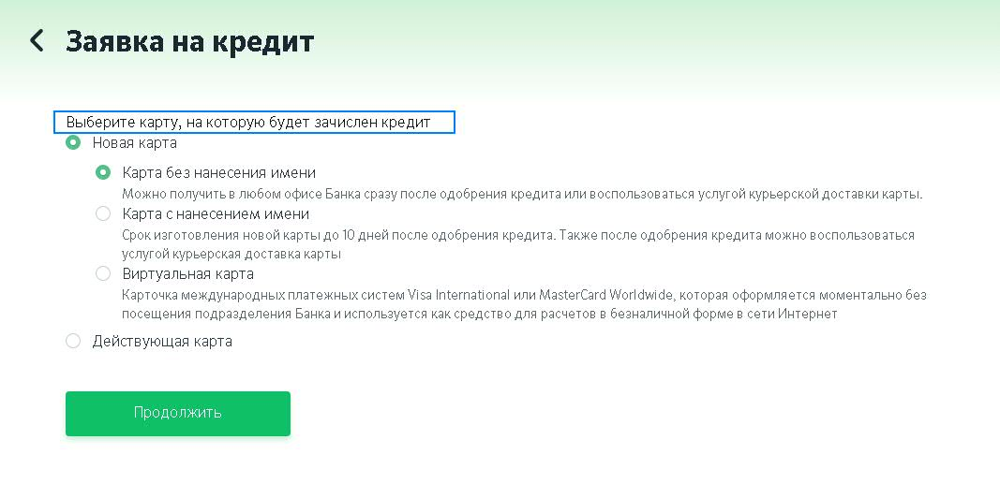 Заявка на кредит
Выберите карту, на которую будет зачислен кредит
Новая карта
Карта без нанесения имени
Можно получить в любом офисе Банка сразу после одобрения кредита или воспользоваться услугой курьерской доставки карты.
Карта с нанесением имени
Срок изготовления новой карты до 10 дней после одобрения кредита. Также после одобрения кредита можно воспользоваться
услугой курьерская доставка карты
Виртуальная карта
Карточка международных платежных систем Visa International или MasterCard Worldwide, которая оформляется моментально без
посещения подразделения Банка и используется как средство для расчетов в безналичной форме в сети Интернет
Действующая карта
Продолжить